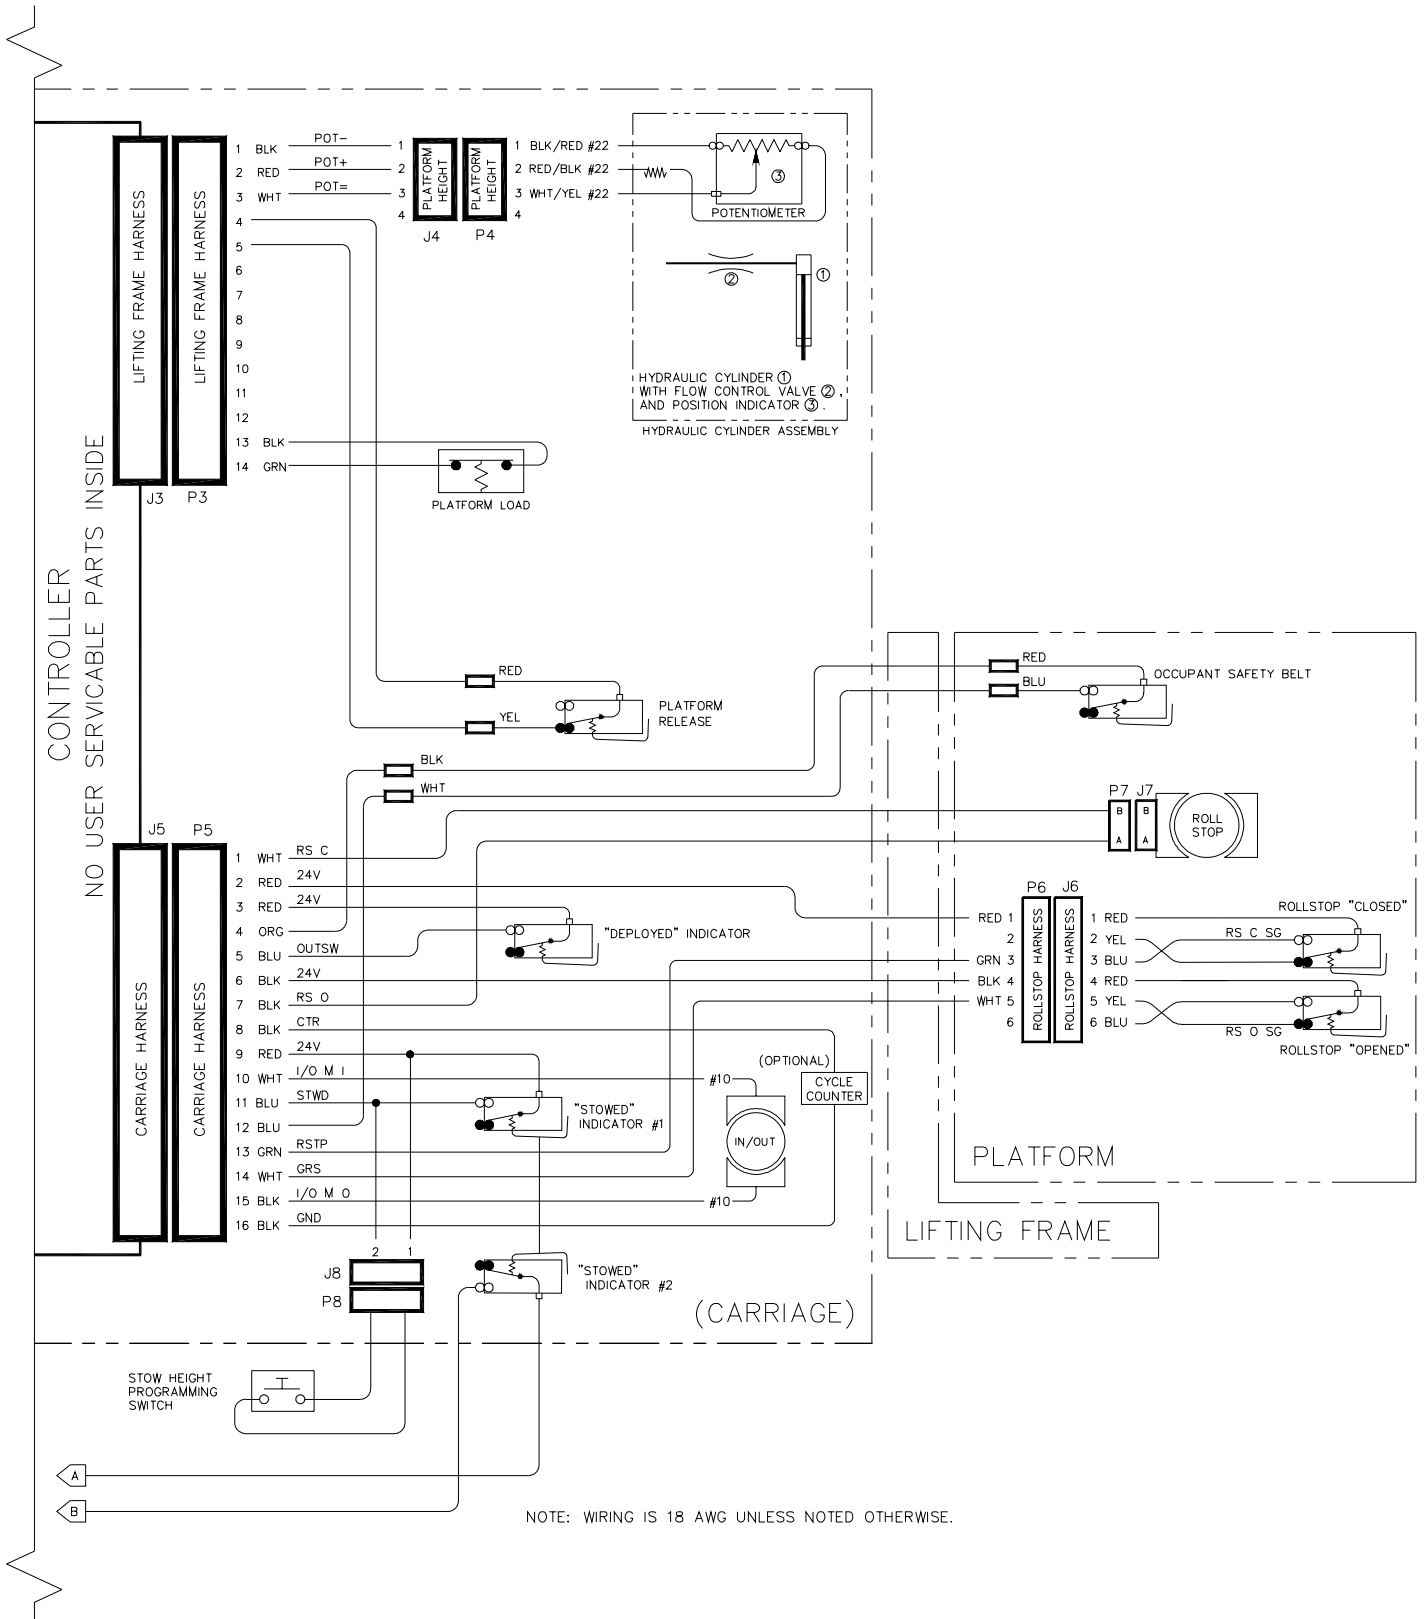 CONTROLLER
NO USER SERVICABLE PARTS INSIDE
LIFTING FRAME HARNESS
LIFTING FRAME HARNESS
J3
P3
1 BLK POT-
2 RED POT+
3 WHT POT=
4
5
6
7
8
9
10
11
12
13 BLK
14 GRN
1
2
3
4
PLATFORM HEIGHT
PLATFORM HEIGHT
J4
P4
1 BLK/RED #22
2 RED/BLK #22
3 WHT/YEL #22
4
③
POTENTIOMETER
②
①
HYDRAULIC CYLINDER ①
WITH FLOW CONTROL VALVE ②,
AND POSITION INDICATOR ③.
HYDRAULIC CYLINDER ASSEMBLY
PLATFORM LOAD
RED
YEL
PLATFORM
RELEASE
BLK
WHT
RED
BLU
OCCUPANT SAFETY BELT
P7 J7
B B
A A
ROLL
STOP
J5
P5
CARRIAGE HARNESS
CARRIAGE HARNESS
1 WHT RS C
2 RED 24V
3 RED 24V
4 ORG
5 BLU OUTSW
6 BLK 24V
7 BLK RS O
8 BLK CTR
9 RED 24V
10 WHT I/O M I
11 BLU STWD
12 BLU
13 GRN RSTP
14 WHT GRS
15 BLK I/O M O
16 BLK GND
"DEPLOYED" INDICATOR
P6 J6
RED 1
2
GRN 3
BLK 4
WHT 5
6
ROLLSTOP HARNESS
ROLLSTOP HARNESS
1 RED
2 YEL
3 BLU
4 RED
5 YEL
6 BLU
ROLLSTOP "CLOSED"
RS C SG
RS O SG
ROLLSTOP "OPENED"
(OPTIONAL)
CYCLE
COUNTER
#10
IN/OUT
#10
"STOWED"
INDICATOR #1
PLATFORM
LIFTING FRAME
2 1
J8
P8
"STOWED"
INDICATOR #2
(CARRIAGE)
STOW HEIGHT
PROGRAMMING
SWITCH
A
B
NOTE: WIRING IS 18 AWG UNLESS NOTED OTHERWISE.